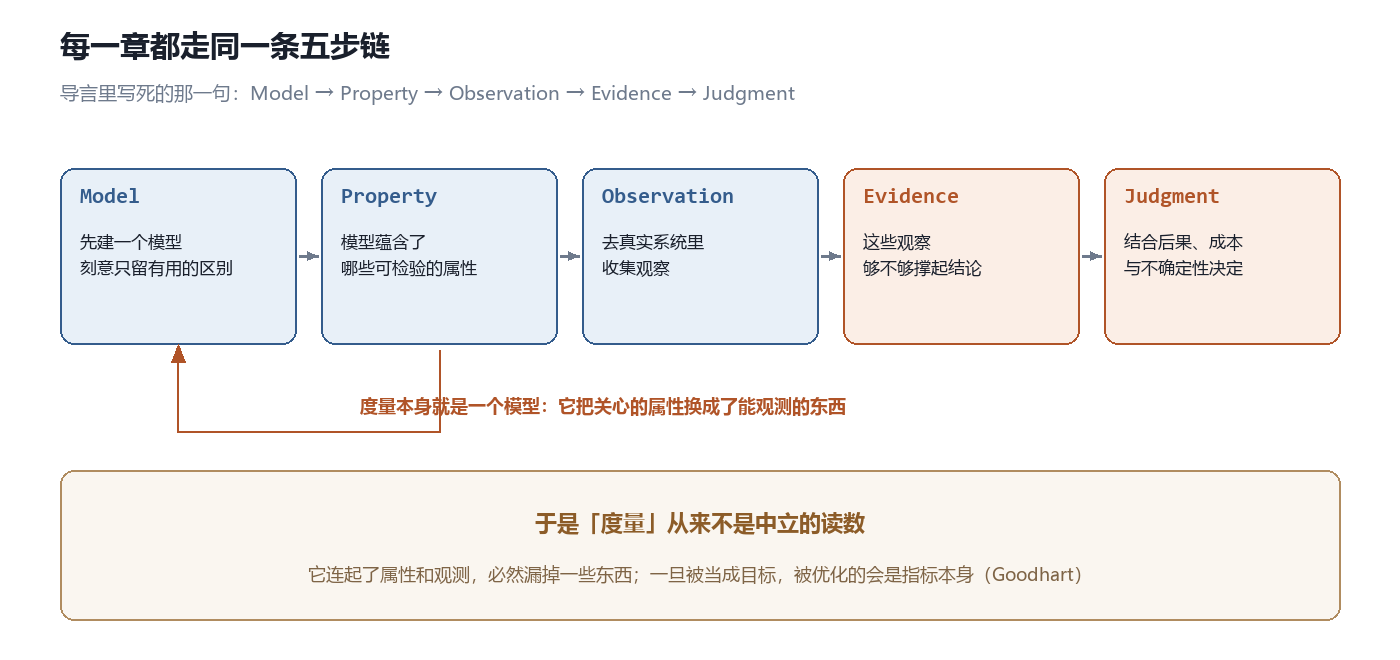 每一章都走同一条五步链
导言里写死的那一句：Model → Property → Observation → Evidence → Judgment
Model
先建一个模型
刻意只留有用的区别
Property
模型蕴含了
哪些可检验的属性
Observation
去真实系统里
收集观察
Evidence
这些观察
够不够撑起结论
Judgment
结合后果、成本
与不确定性决定
度量本身就是一个模型：它把关心的属性换成了能观测的东西
于是「度量」从来不是中立的读数
它连起了属性和观测，必然漏掉一些东西；一旦被当成目标，被优化的会是指标本身（Goodhart）